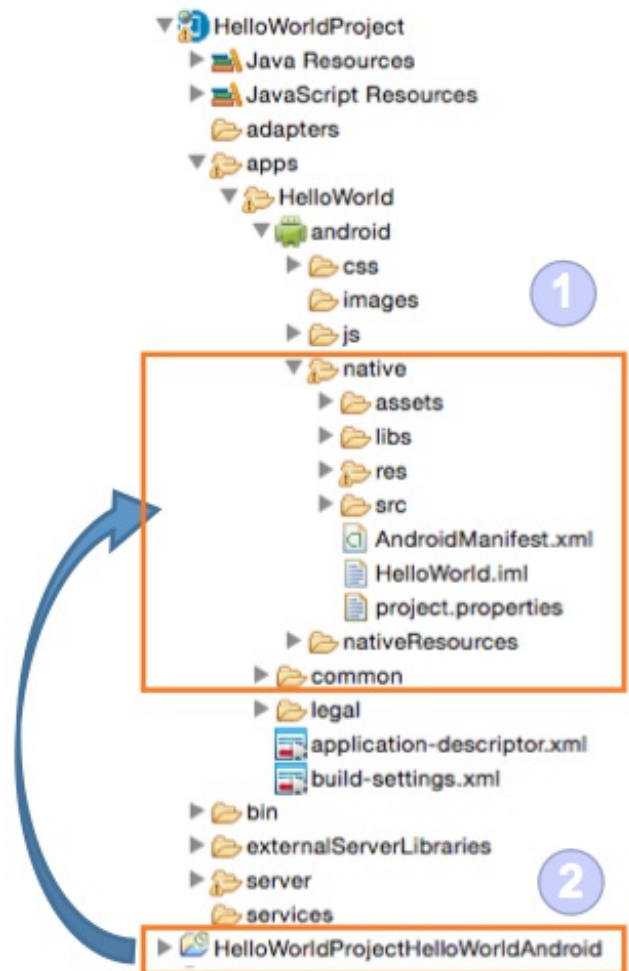 HelloWorldProject
Java Resources
JavaScript Resources
adapters
apps
HelloWorld
android
css
images
1
js
native
assets
libs
res
src
AndroidManifest.xml
HelloWorld.iml
project.properties
nativeResources
common
legal
application-descriptor.xml
build-settings.xml
bin
externalServerLibraries
server
2
services
HelloWorldProjectHelloWorldAndroid